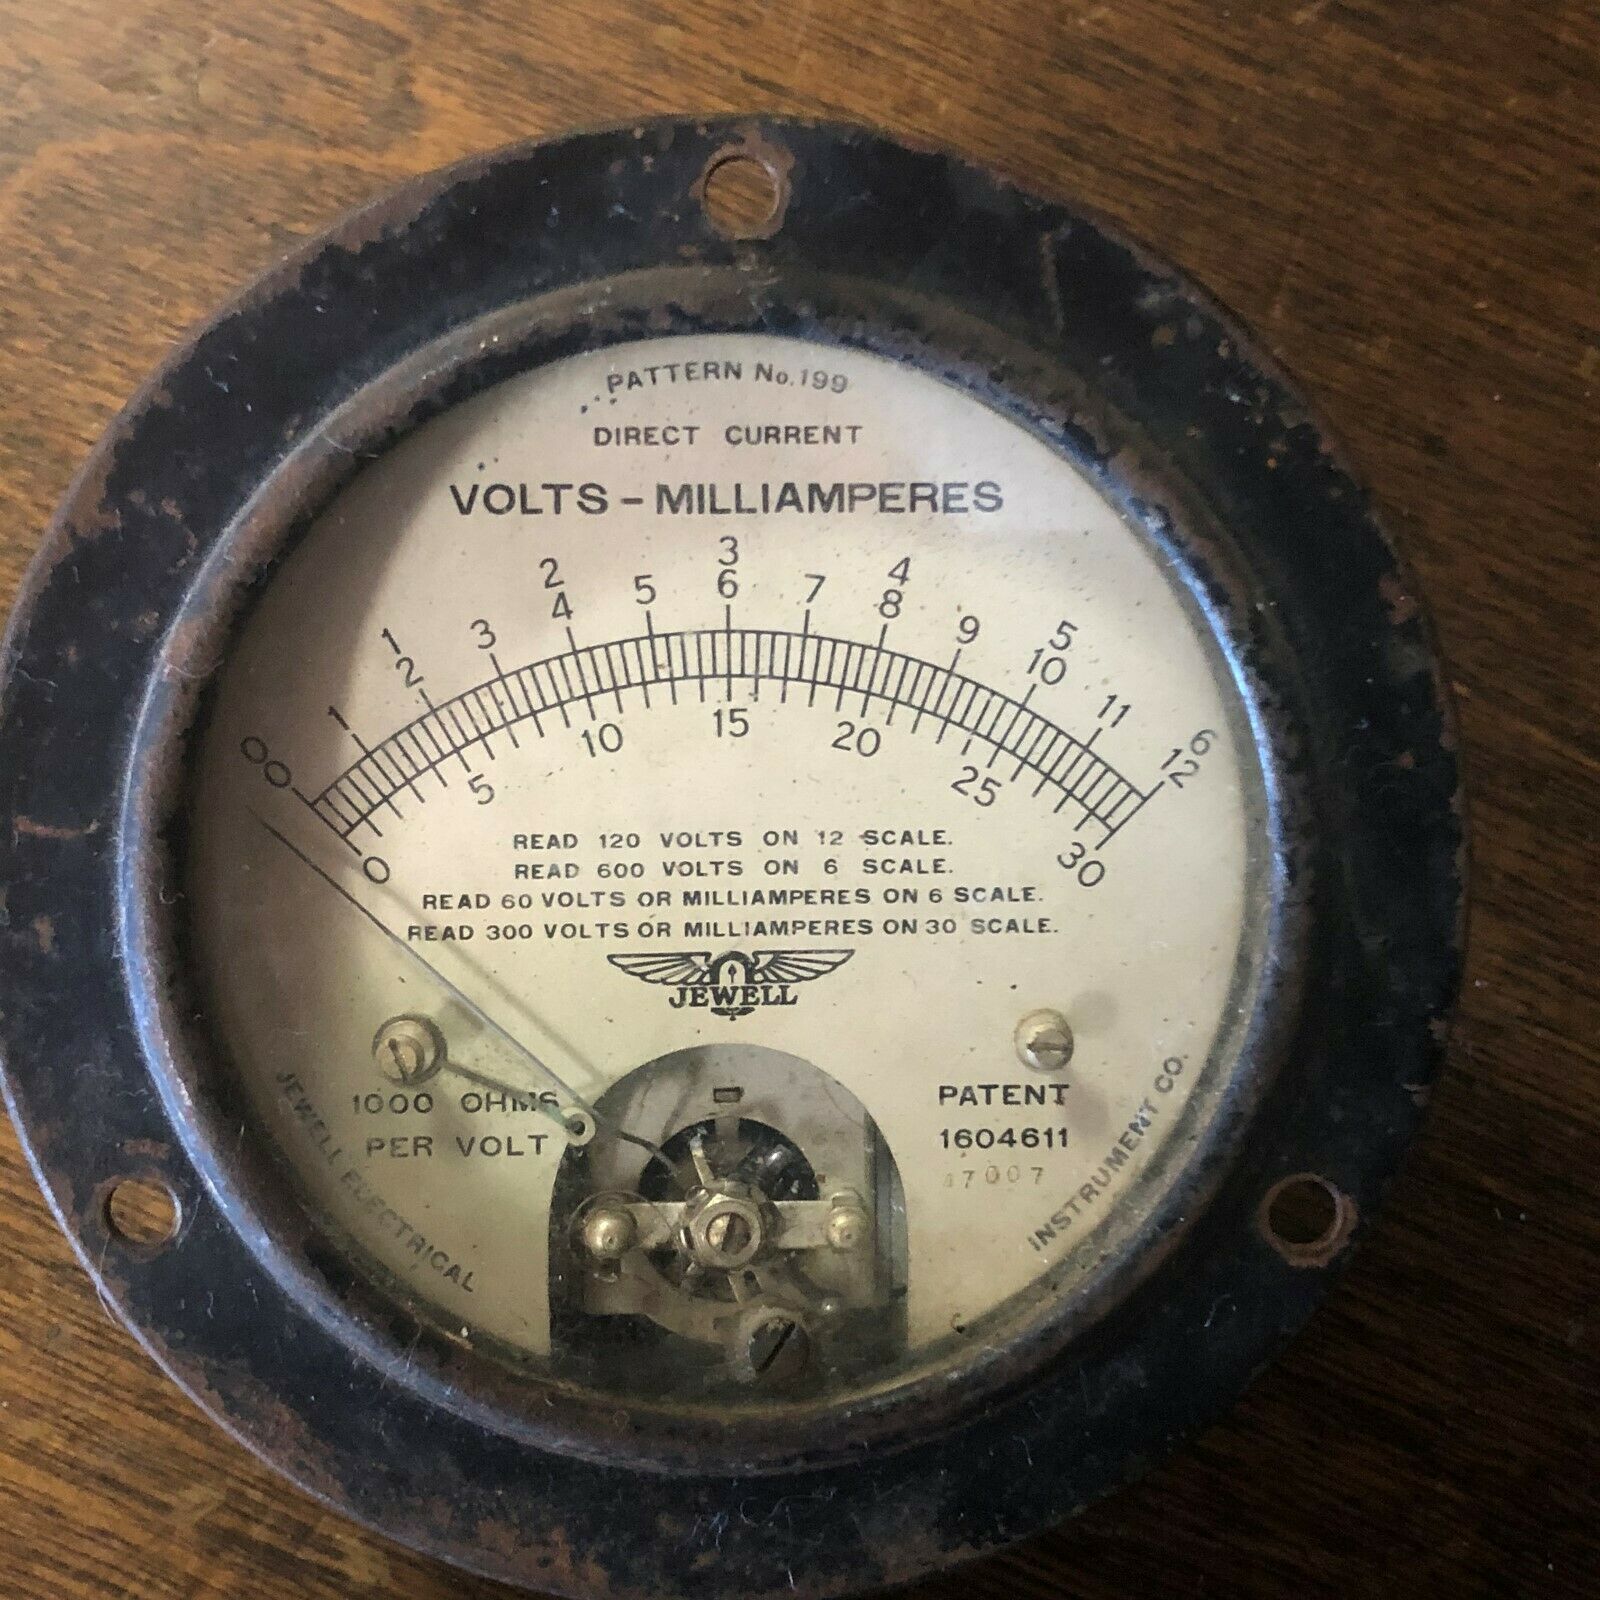 PATTERN No. 199
DIRECT CURRENT
VOLTS – MILLIAMPERES
0 1 2 3 4 5 6
0 1 2 3 4 5 6 7 8 9 10 11 12
0 5 10 15 20 25 30
READ 120 VOLTS ON 12 SCALE.
READ 600 VOLTS ON 6 SCALE.
READ 60 VOLTS OR MILLIAMPERES ON 6 SCALE.
READ 300 VOLTS OR MILLIAMPERES ON 30 SCALE.
JEWELL
1000 OHMS
PER VOLT
PATENT
1604611
JEWELL ELECTRICAL
INSTRUMENT CO.